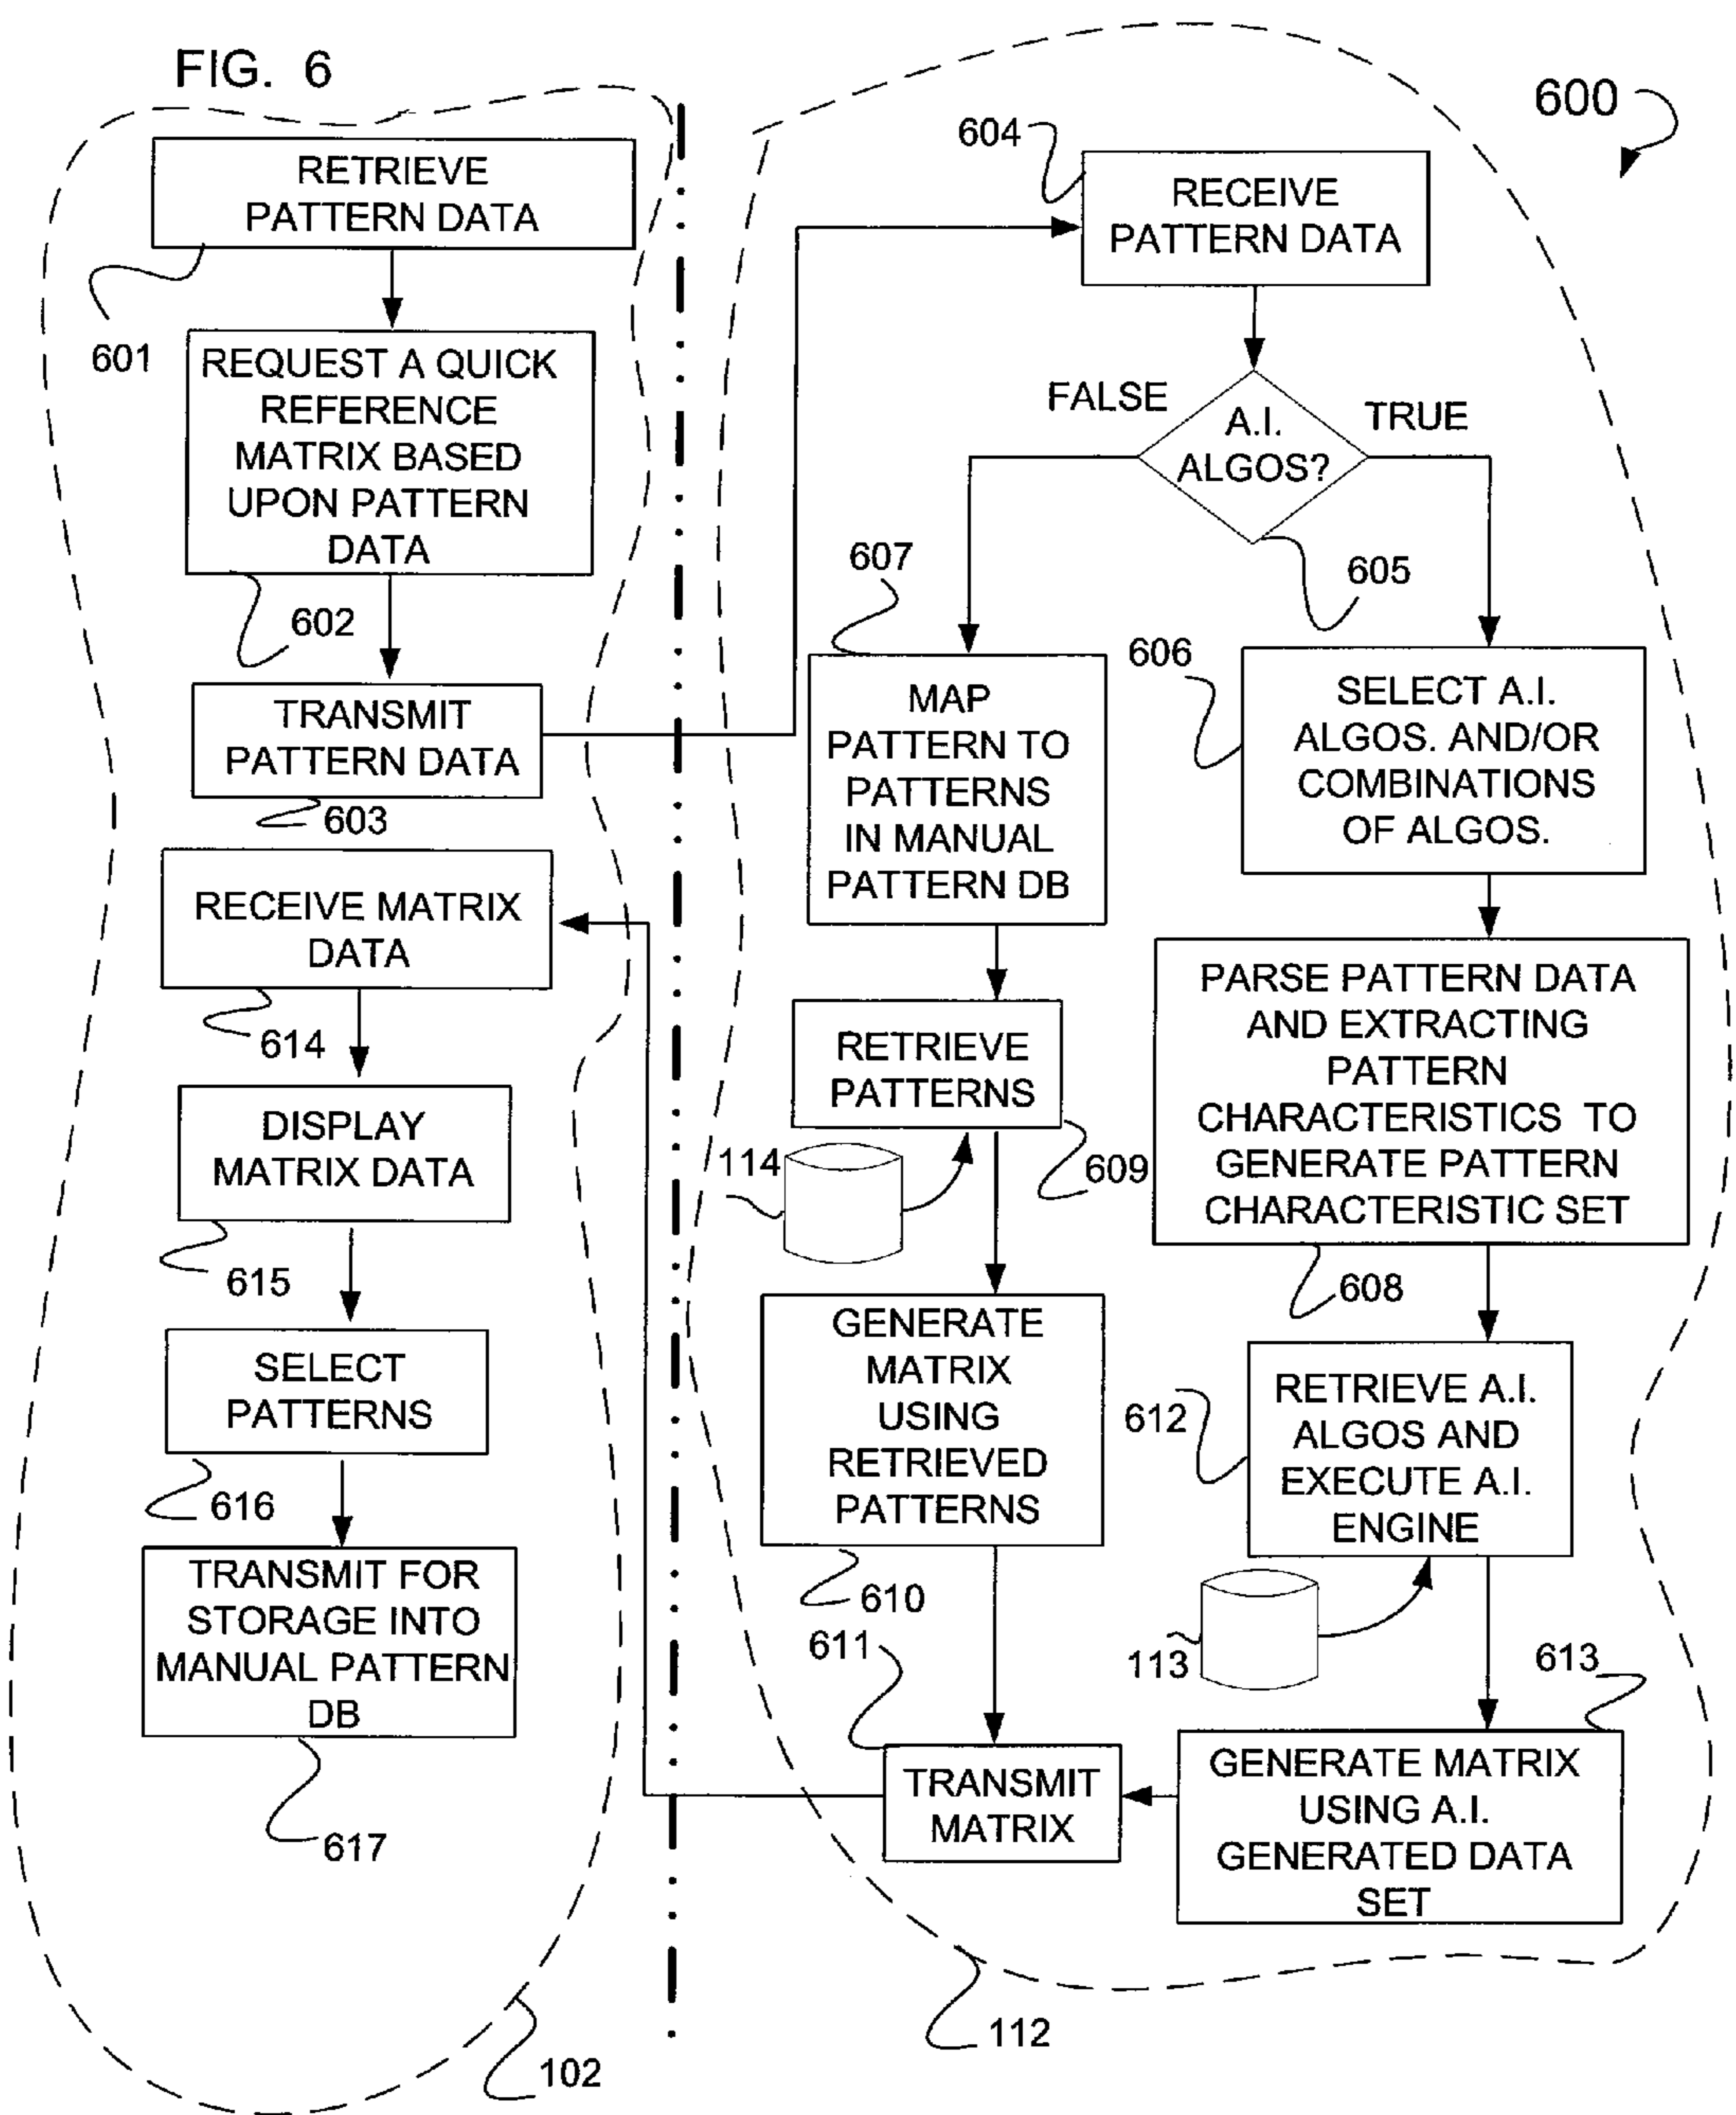 FIG. 6
600
RETRIEVE
PATTERN DATA
601
REQUEST A QUICK
REFERENCE
MATRIX BASED
UPON PATTERN
DATA
602
TRANSMIT
PATTERN DATA
603
RECEIVE MATRIX
DATA
614
DISPLAY
MATRIX DATA
615
SELECT
PATTERNS
616
TRANSMIT FOR
STORAGE INTO
MANUAL PATTERN
DB
617
102
604
RECEIVE
PATTERN DATA
FALSE
A.I.
ALGOS?
TRUE
605
607
MAP
PATTERN TO
PATTERNS
IN MANUAL
PATTERN DB
RETRIEVE
PATTERNS
609
114
GENERATE
MATRIX
USING
RETRIEVED
PATTERNS
610
611
TRANSMIT
MATRIX
606
SELECT A.I.
ALGOS. AND/OR
COMBINATIONS
OF ALGOS.
PARSE PATTERN DATA
AND EXTRACTING
PATTERN
CHARACTERISTICS TO
GENERATE PATTERN
CHARACTERISTIC SET
608
612
RETRIEVE A.I.
ALGOS AND
EXECUTE A.I.
ENGINE
113
613
GENERATE MATRIX
USING A.I.
GENERATED DATA
SET
112